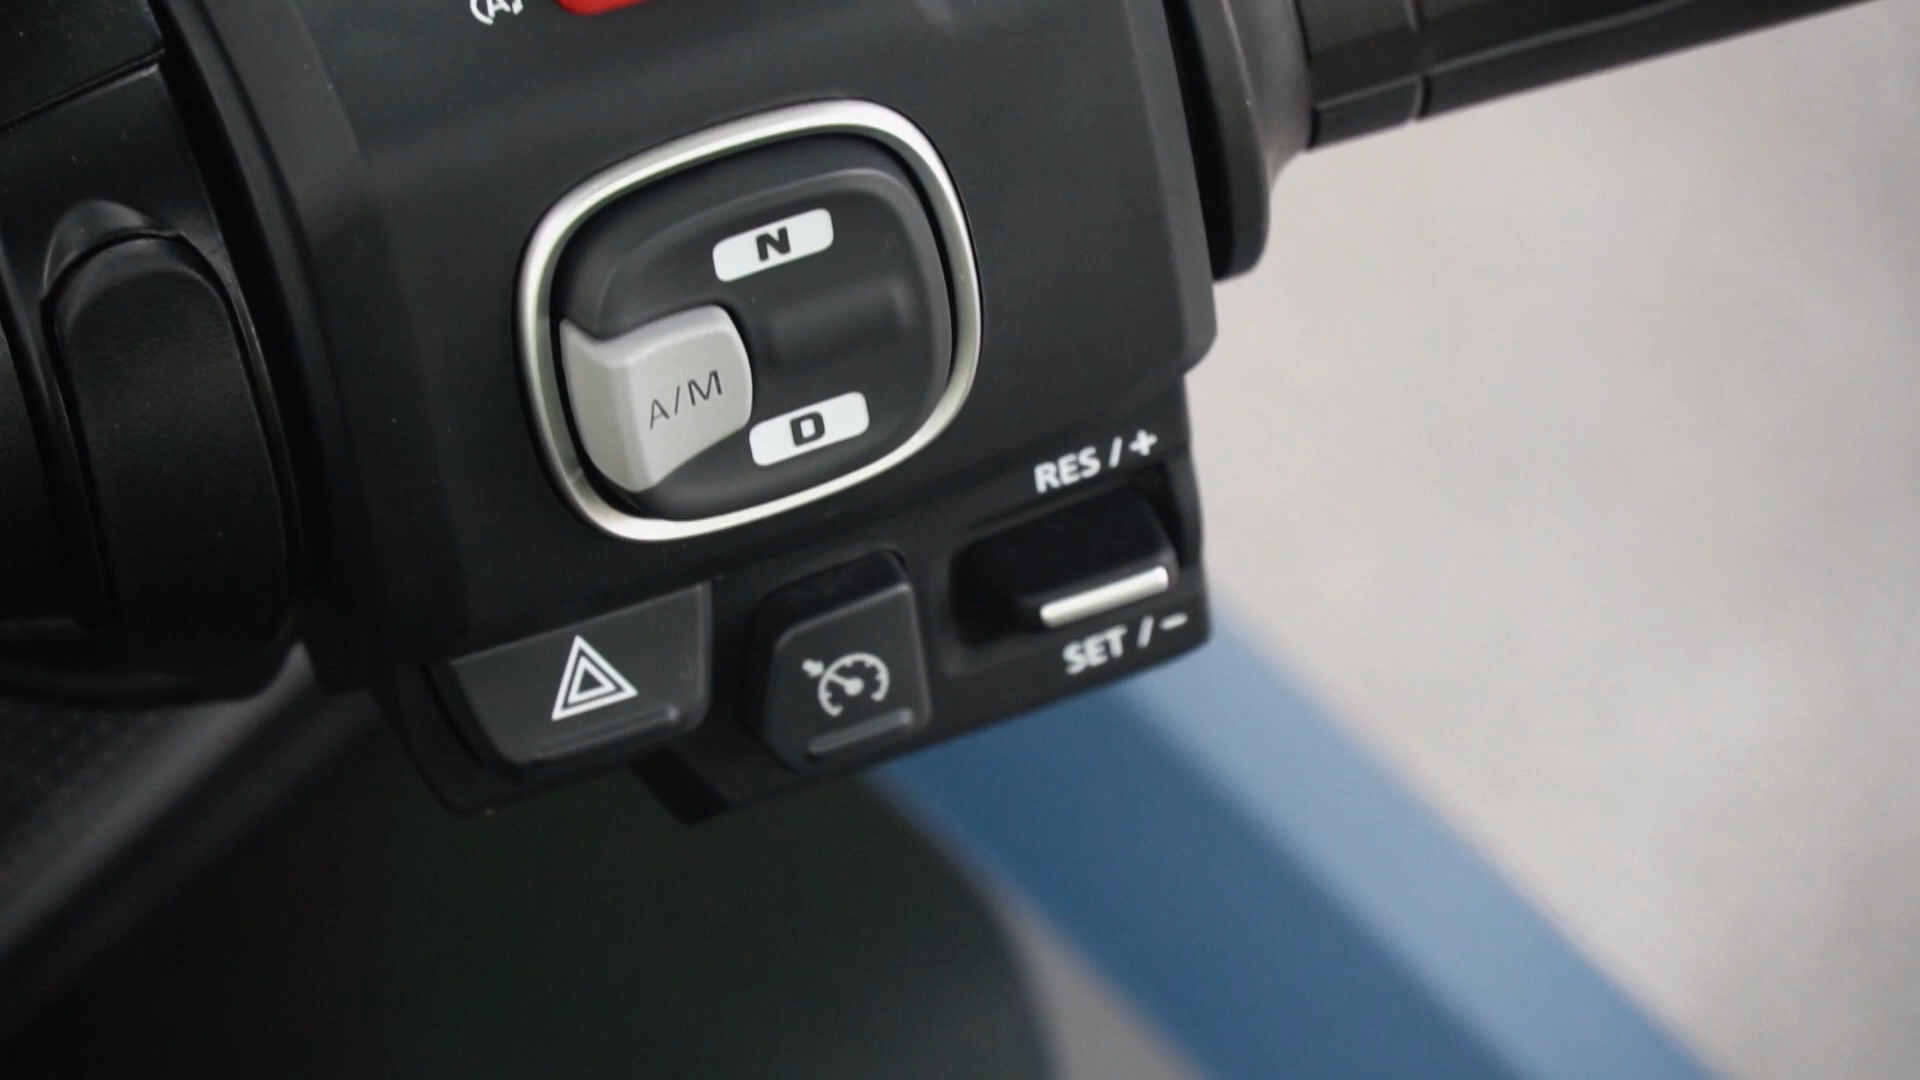 (A)
N
A/M
D
RES / +
SET / -